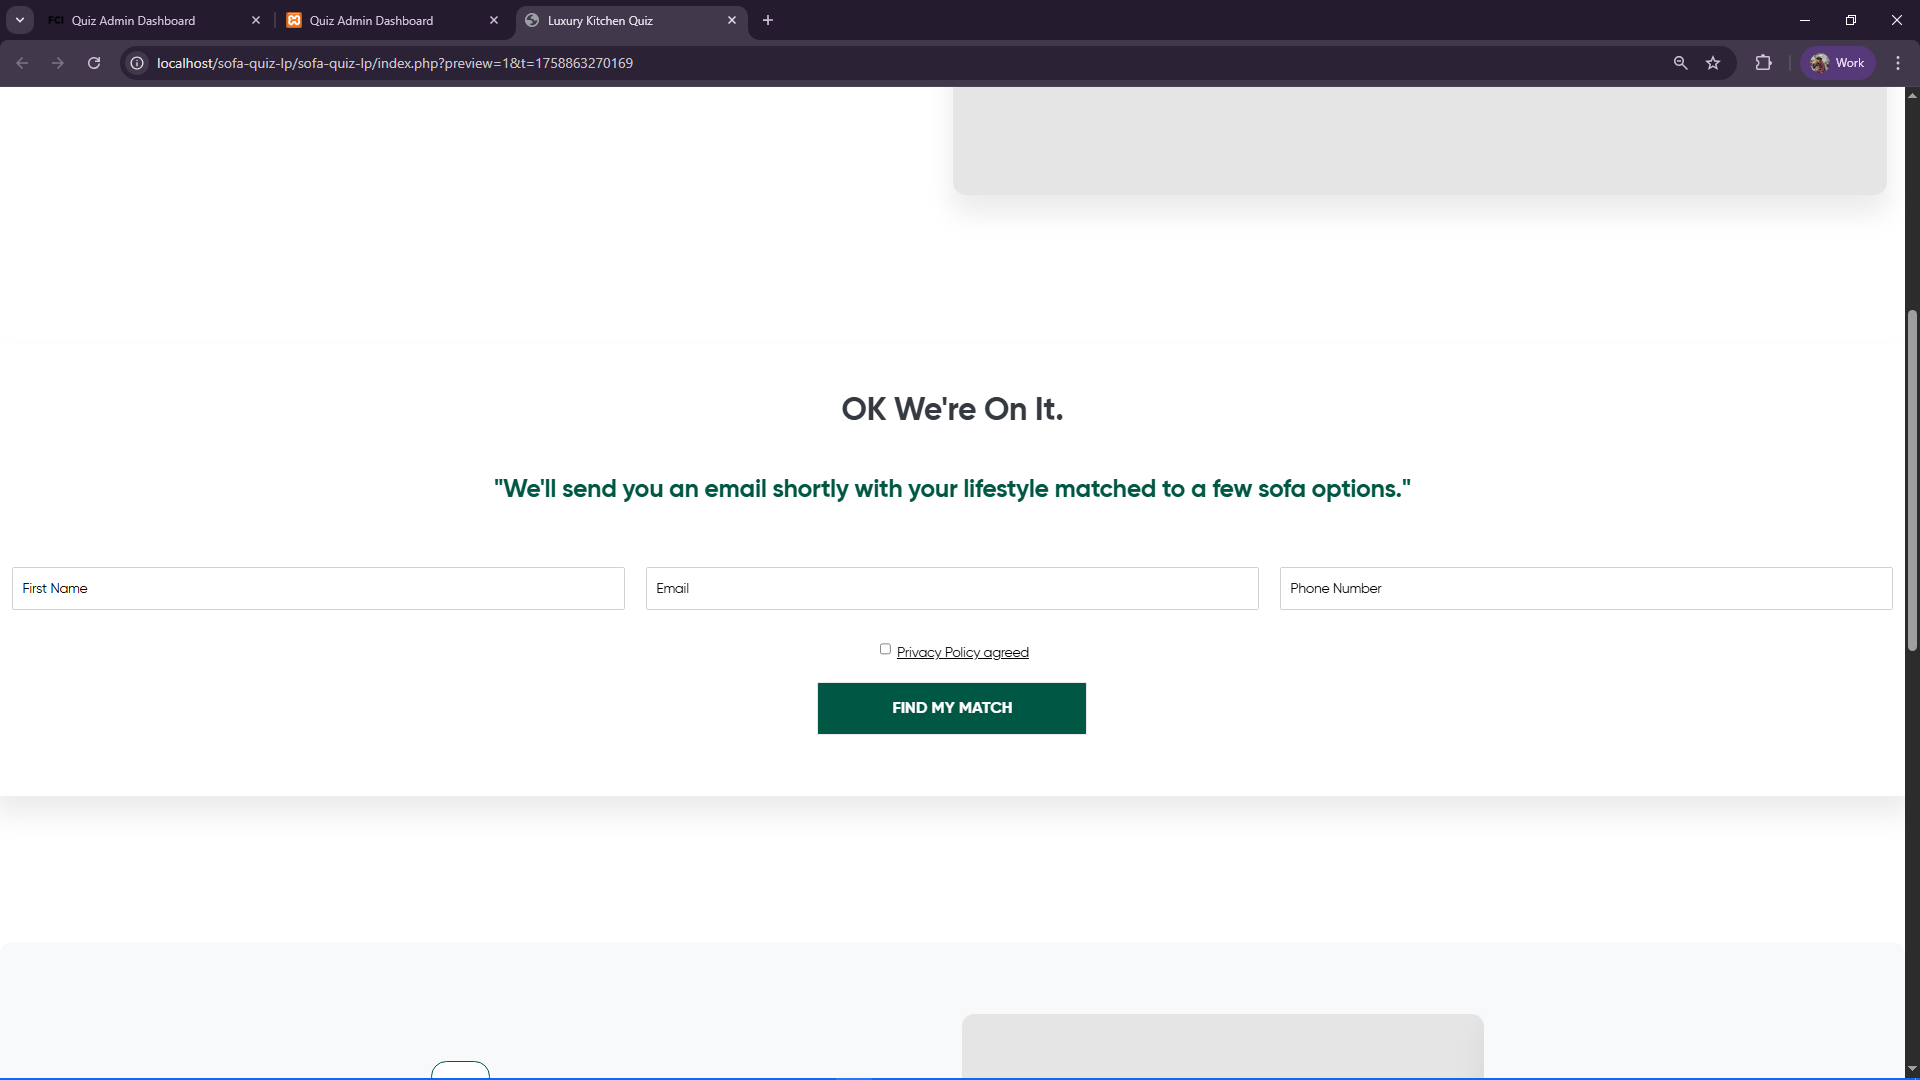 FCI Quiz Admin Dashboard
Quiz Admin Dashboard
Luxury Kitchen Quiz
localhost/sofa-quiz-lp/sofa-quiz-lp/index.php?preview=1&t=1758863270169
Work
OK We're On It.
"We'll send you an email shortly with your lifestyle matched to a few sofa options."
First Name
Email
Phone Number
Privacy Policy agreed
FIND MY MATCH